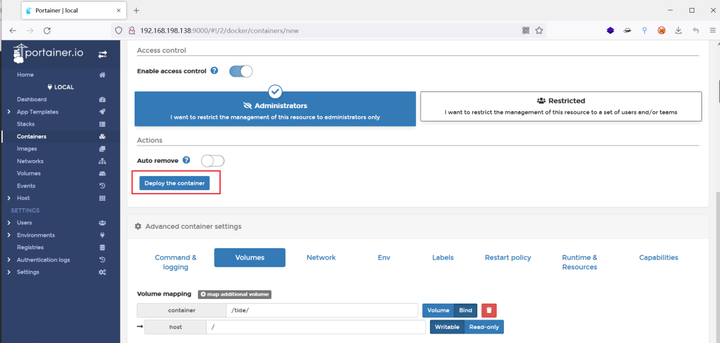 Portainer | local
192.168.198.138:9000/#!/2/docker/containers/new
portainer.io
Home
LOCAL
Dashboard
App Templates
Stacks
Containers
Images
Networks
Volumes
Events
Host
SETTINGS
Users
Environments
Registries
Authentication logs
Settings
Access control
Enable access control
Administrators
I want to restrict the management of this resource to administrators only
Restricted
I want to restrict the management of this resource to a set of users and/or teams
Actions
Auto remove
Deploy the container
Advanced container settings
Command & logging
Volumes
Network
Env
Labels
Restart policy
Runtime & Resources
Capabilities
Volume mapping
map additional volume
container
/tide/
Volume
Bind
host
/
Writable
Read-only